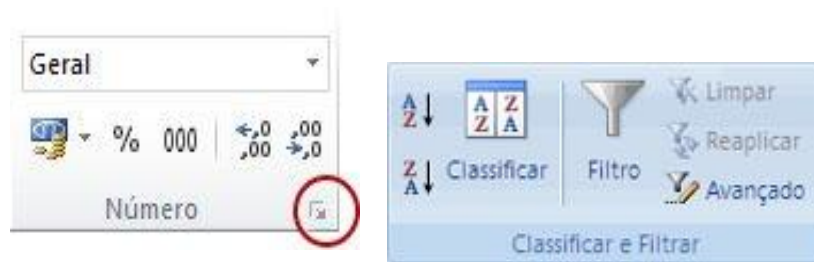 Geral
% 000 ,0 ,00 ,00 ,0
Número
A Z
A Z Z A
Z A
Classificar
Filtro
Limpar
Reaplicar
Avançado
Classificar e Filtrar